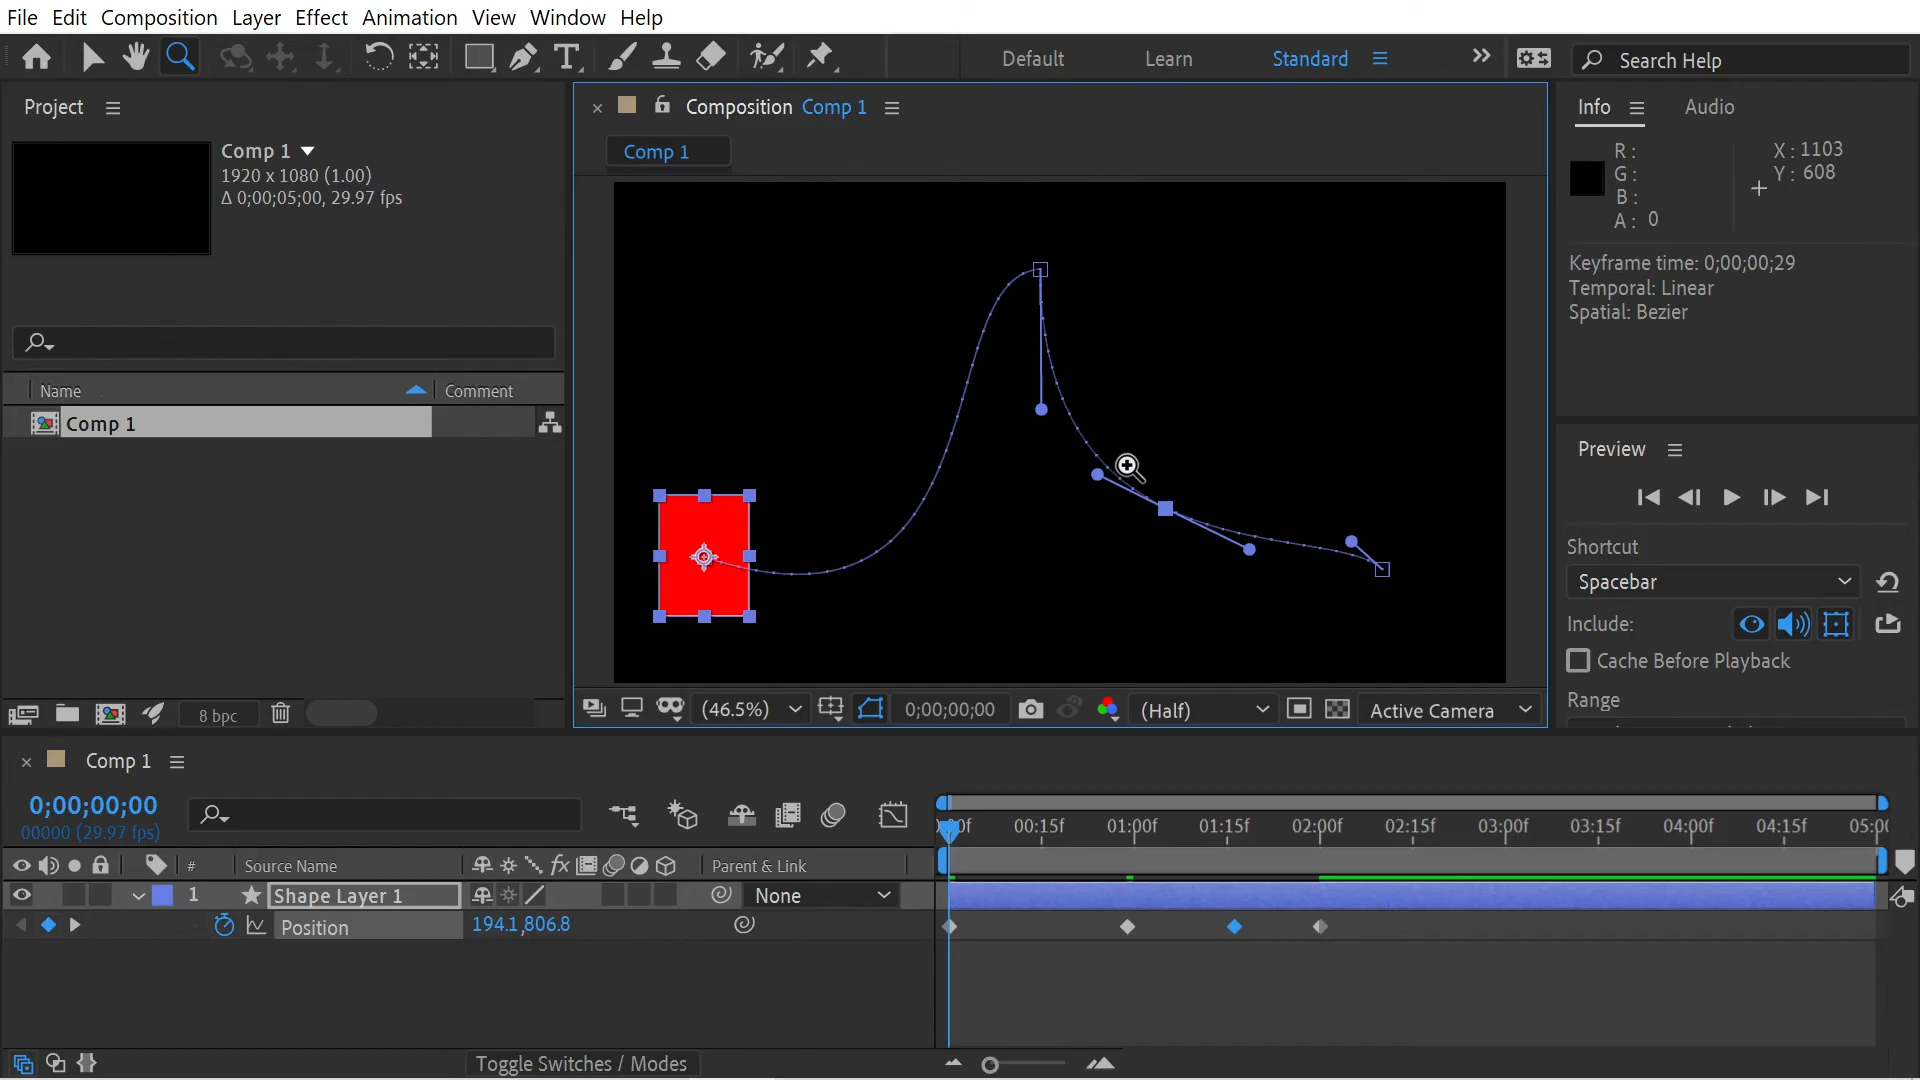 File Edit Composition Layer Effect Animation View Window Help
Default Learn Standard Search Help
Project
Comp 1
1920 x 1080 (1.00)
Δ 0;00;05;00, 29.97 fps
Name Comment
Comp 1
8 bpc
Composition Comp 1
Comp 1
(46.5%) 0;00;00;00 (Half) Active Camera
Info Audio
R :
G :
B :
A : 0
X : 1103
Y : 608
Keyframe time: 0;00;00;29
Temporal: Linear
Spatial: Bezier
Preview
Shortcut
Spacebar
Include:
Cache Before Playback
Range
Comp 1
0;00;00;00
00000 (29.97 fps)
00:15f 01:00f 01:15f 02:00f 02:15f 03:00f 03:15f 04:00f 04:15f
# Source Name fx Parent & Link
1 Shape Layer 1 None
Position 194.1,806.8
Toggle Switches / Modes